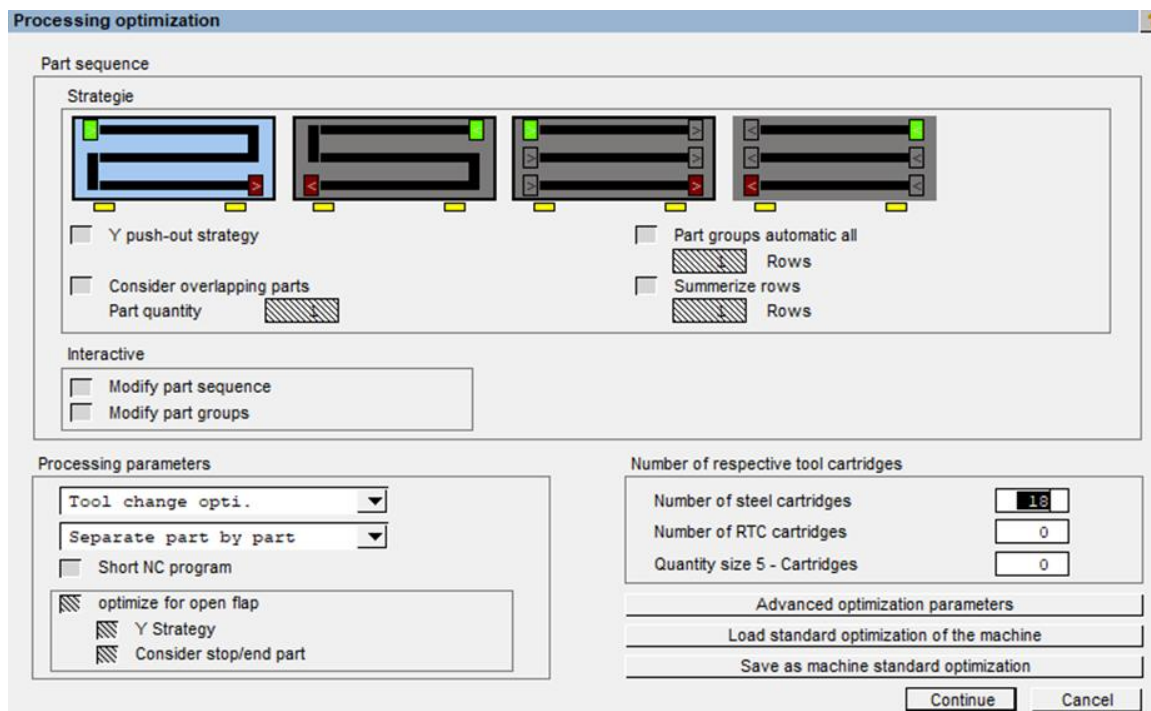 Processing optimization
Part sequence
Strategie
> > > < < <
> > < <
> < > > < <
Y push-out strategy
Part groups automatic all
1 Rows
Consider overlapping parts
Summerize rows
Part quantity 1
1 Rows
Interactive
Modify part sequence
Modify part groups
Processing parameters
Number of respective tool cartridges
Tool change opti.
Number of steel cartridges 18
Separate part by part
Number of RTC cartridges 0
Short NC program
Quantity size 5 - Cartridges 0
optimize for open flap
Advanced optimization parameters
Y Strategy
Load standard optimization of the machine
Consider stop/end part
Save as machine standard optimization
Continue Cancel